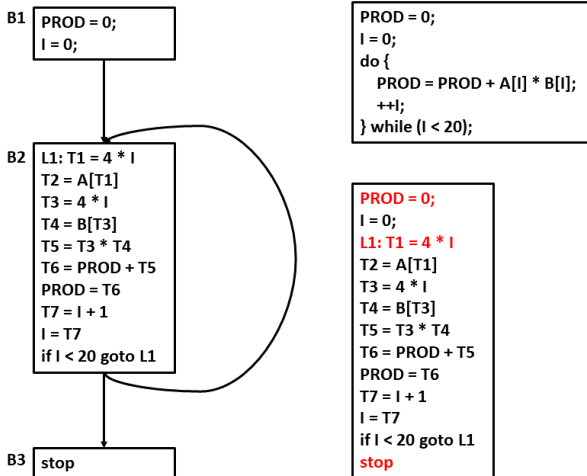 B1
PROD = 0;
I = 0;
B2
L1: T1 = 4 * I
T2 = A[T1]
T3 = 4 * I
T4 = B[T3]
T5 = T3 * T4
T6 = PROD + T5
PROD = T6
T7 = I + 1
I = T7
if I < 20 goto L1
B3
stop
PROD = 0;
I = 0;
do {
PROD = PROD + A[I] * B[I];
++I;
} while (I < 20);
PROD = 0;
I = 0;
L1: T1 = 4 * I
T2 = A[T1]
T3 = 4 * I
T4 = B[T3]
T5 = T3 * T4
T6 = PROD + T5
PROD = T6
T7 = I + 1
I = T7
if I < 20 goto L1
stop